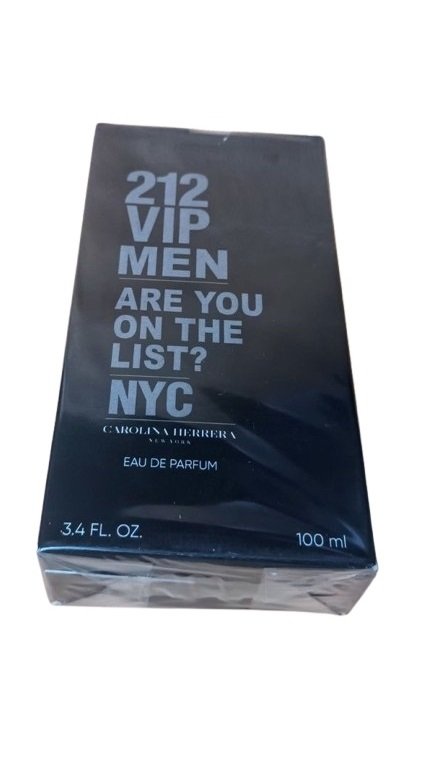 212
VIP
MEN
ARE YOU
ON THE
LIST?
NYC
CAROLINA HERRERA
NEW YORK
EAU DE PARFUM
3.4 FL. OZ.
100 ml